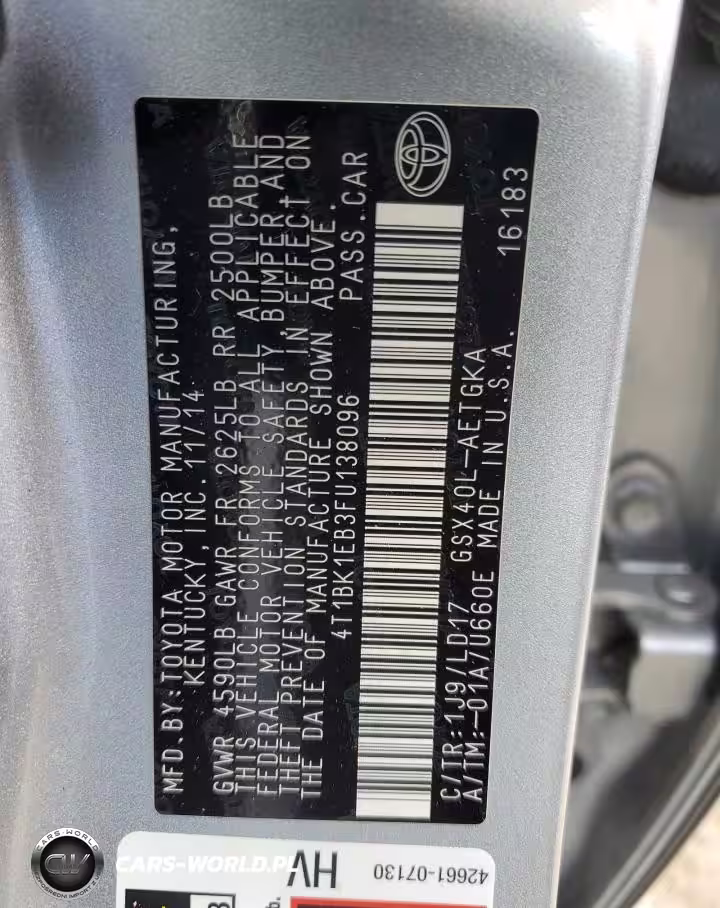 MFD. BY: TOYOTA MOTOR MANUFACTURING,
KENTUCKY, INC. 11/14
GVWR 4590LB GAWR FR 2625LB RR 2500LB
THIS VEHICLE CONFORMS TO ALL APPLICABLE
FEDERAL MOTOR VEHICLE SAFETY, BUMPER, AND
THEFT PREVENTION STANDARDS IN EFFECT ON
THE DATE OF MANUFACTURE SHOWN ABOVE.
4T1BK1EB3FU138096 PASS. CAR
C/TR: 1J9/LD17 GSX40L-AETGKA
A/TM: -01A/U660E MADE IN U.S.A.
16183
HV
42661-07130
CARS-WORLD.PL
CARS-WORLD
CW